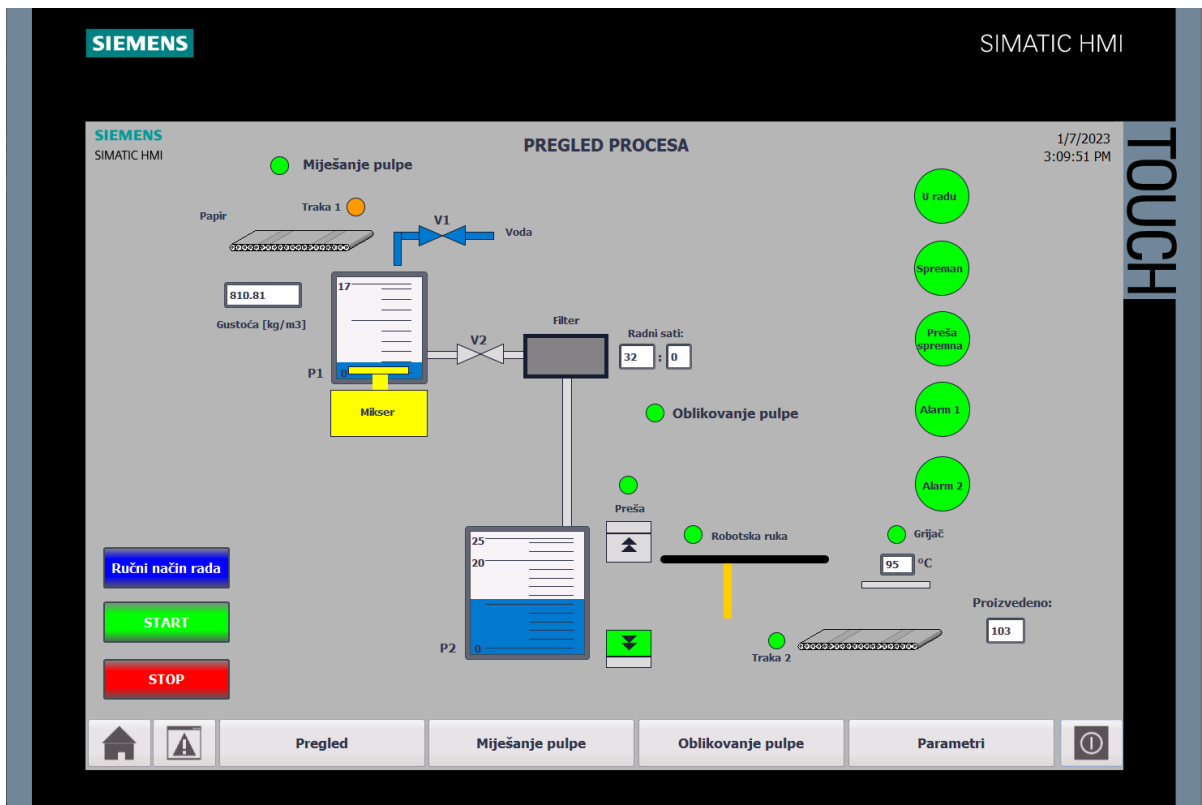 SIEMENS
SIMATIC HMI
TOUCH
SIEMENS
SIMATIC HMI
PREGLED PROCESA
1/7/2023
3:09:51 PM
Miješanje pulpe
U radu
Papir
Traka 1
V1
Voda
Spreman
810.81
17
Gustoća [kg/m3]
Filter
Radni sati:
Preša
spremna
V2
32 : 0
P1
0
Mikser
Oblikovanje pulpe
Alarm 1
Alarm 2
Preša
25
20
Robotska ruka
Grijač
95 °C
Ručni način rada
START
Proizvedeno:
103
P2
0
Traka 2
STOP
Pregled
Miješanje pulpe
Oblikovanje pulpe
Parametri